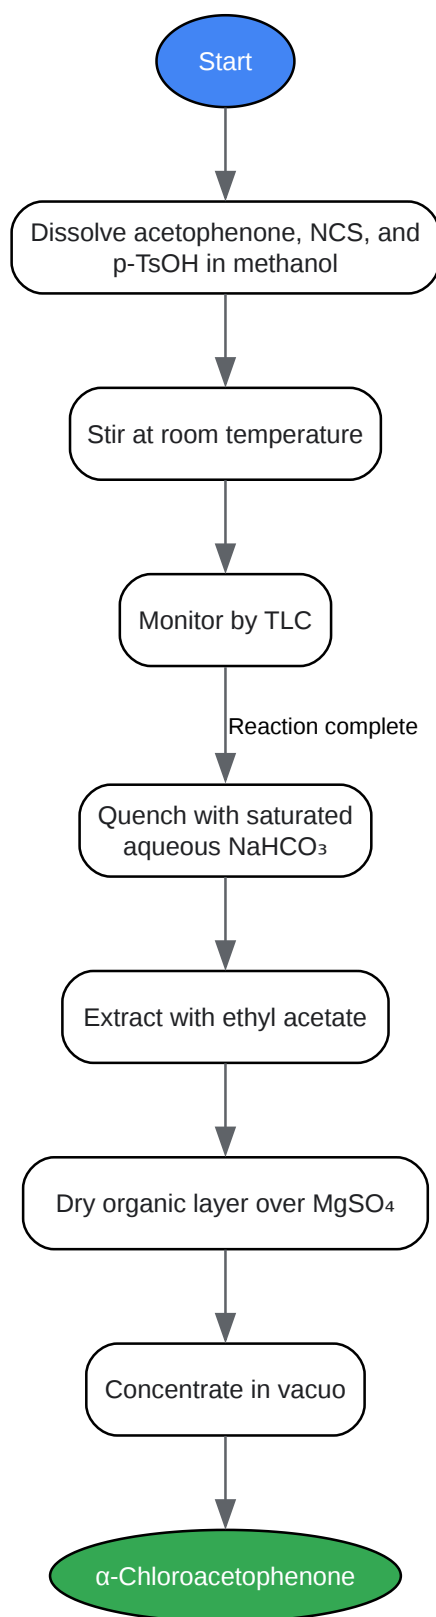 Start
Dissolve acetophenone, NCS, and
p-TsOH in methanol
Stir at room temperature
Monitor by TLC
Reaction complete
Quench with saturated
aqueous NaHCO₃
Extract with ethyl acetate
Dry organic layer over MgSO₄
Concentrate in vacuo
α-Chloroacetophenone